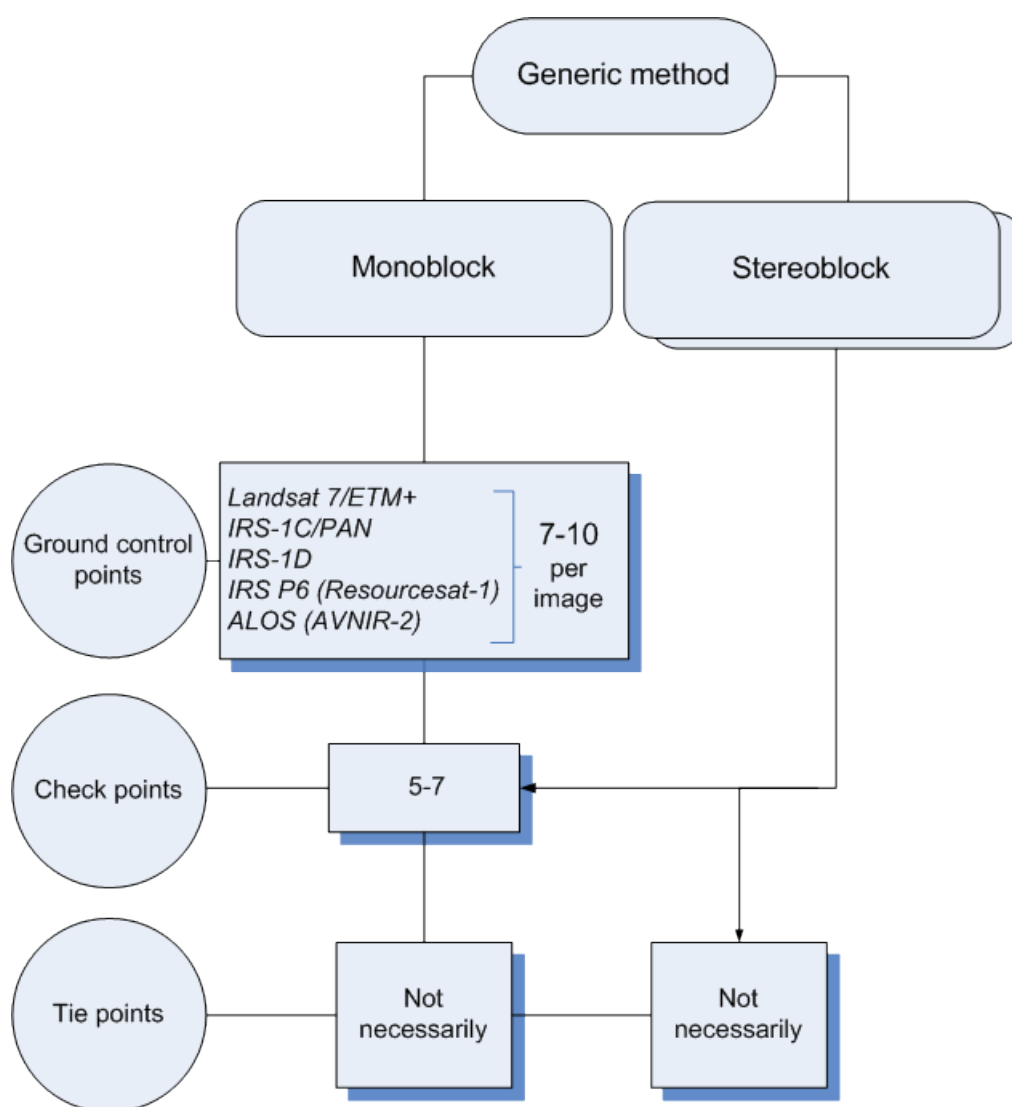 Generic method
Monoblock
Stereoblock
Ground control
points
Landsat 7/ETM+
IRS-1C/PAN
IRS-1D
IRS P6 (Resourcesat-1)
ALOS (AVNIR-2)
7-10
per
image
Check points
5-7
Tie points
Not
necessarily
Not
necessarily